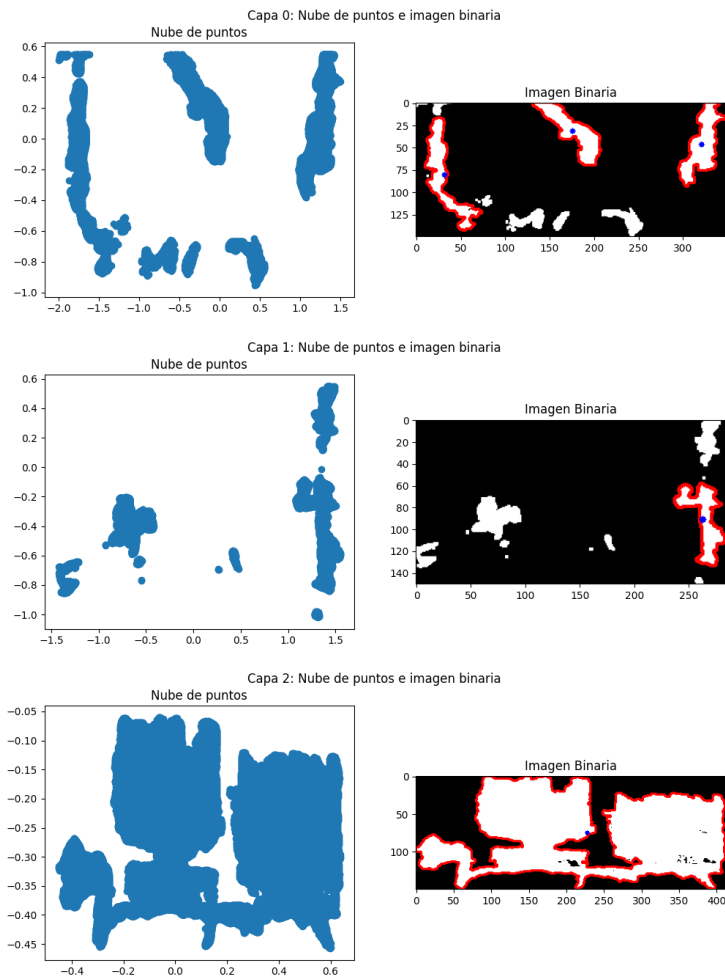 Capa 0: Nube de puntos e imagen binaria
Nube de puntos
0.6
0.4
0.2
0.0
−0.2
−0.4
−0.6
−0.8
−1.0
−2.0 −1.5 −1.0 −0.5 0.0 0.5 1.0 1.5
Imagen Binaria
0
25
50
75
100
125
0 50 100 150 200 250 300
Capa 1: Nube de puntos e imagen binaria
Nube de puntos
0.6
0.4
0.2
0.0
−0.2
−0.4
−0.6
−0.8
−1.0
−1.5 −1.0 −0.5 0.0 0.5 1.0 1.5
Imagen Binaria
0
20
40
60
80
100
120
140
0 50 100 150 200 250
Capa 2: Nube de puntos e imagen binaria
Nube de puntos
−0.05
−0.10
−0.15
−0.20
−0.25
−0.30
−0.35
−0.40
−0.45
−0.4 −0.2 0.0 0.2 0.4 0.6
Imagen Binaria
0
50
100
0 50 100 150 200 250 300 350 400